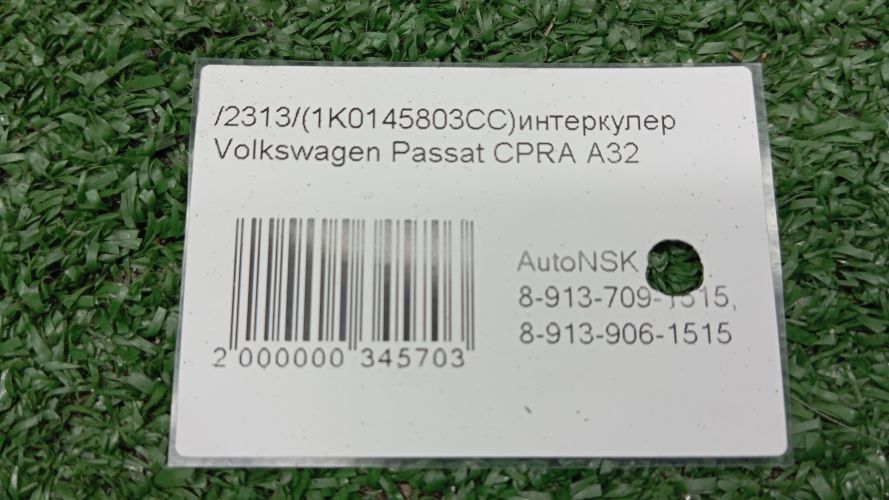 /2313/(1K0145803CC)интеркулер
Volkswagen Passat CPRA A32
2 000000 345703
AutoNSK
8-913-709-1515,
8-913-906-1515